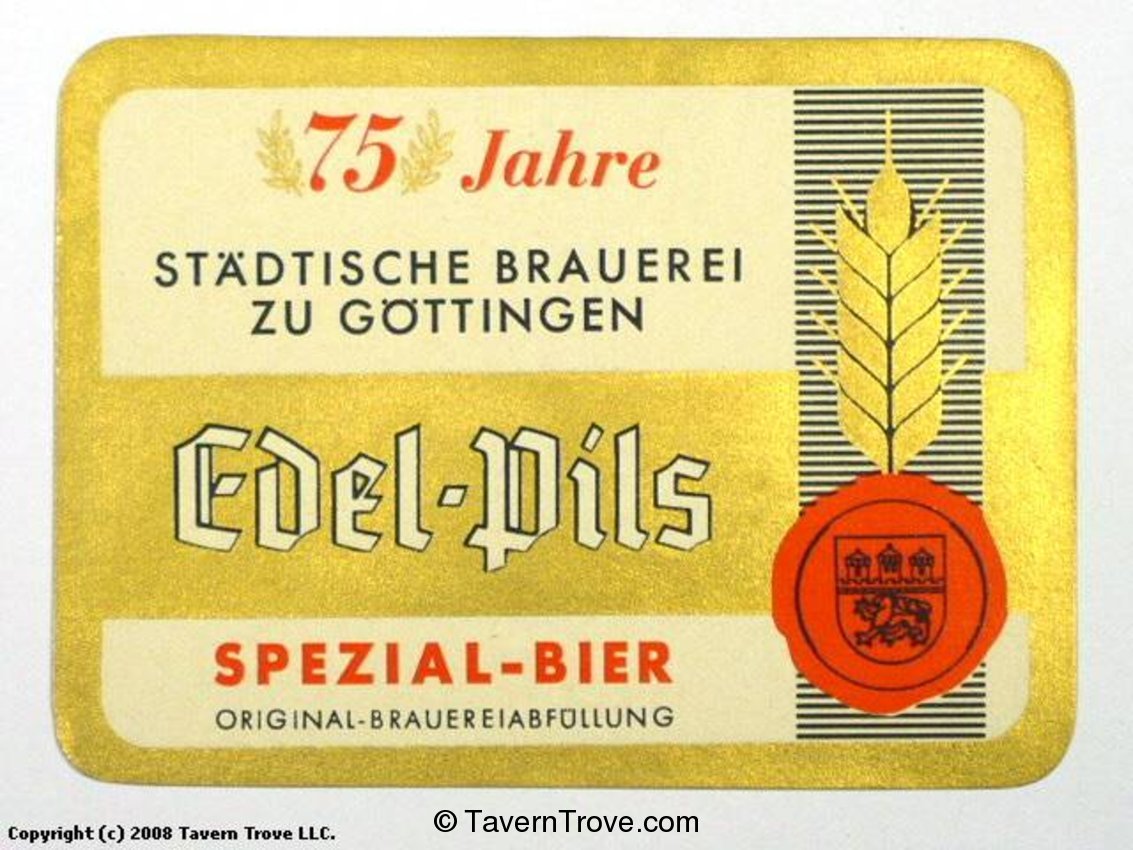 75 Jahre
STÄDTISCHE BRAUEREI
ZU GÖTTINGEN
Edel-Pils
SPEZIAL-BIER
ORIGINAL-BRAUEREIABFÜLLUNG
Copyright (c) 2008 Tavern Trove LLC.
© TavernTrove.com